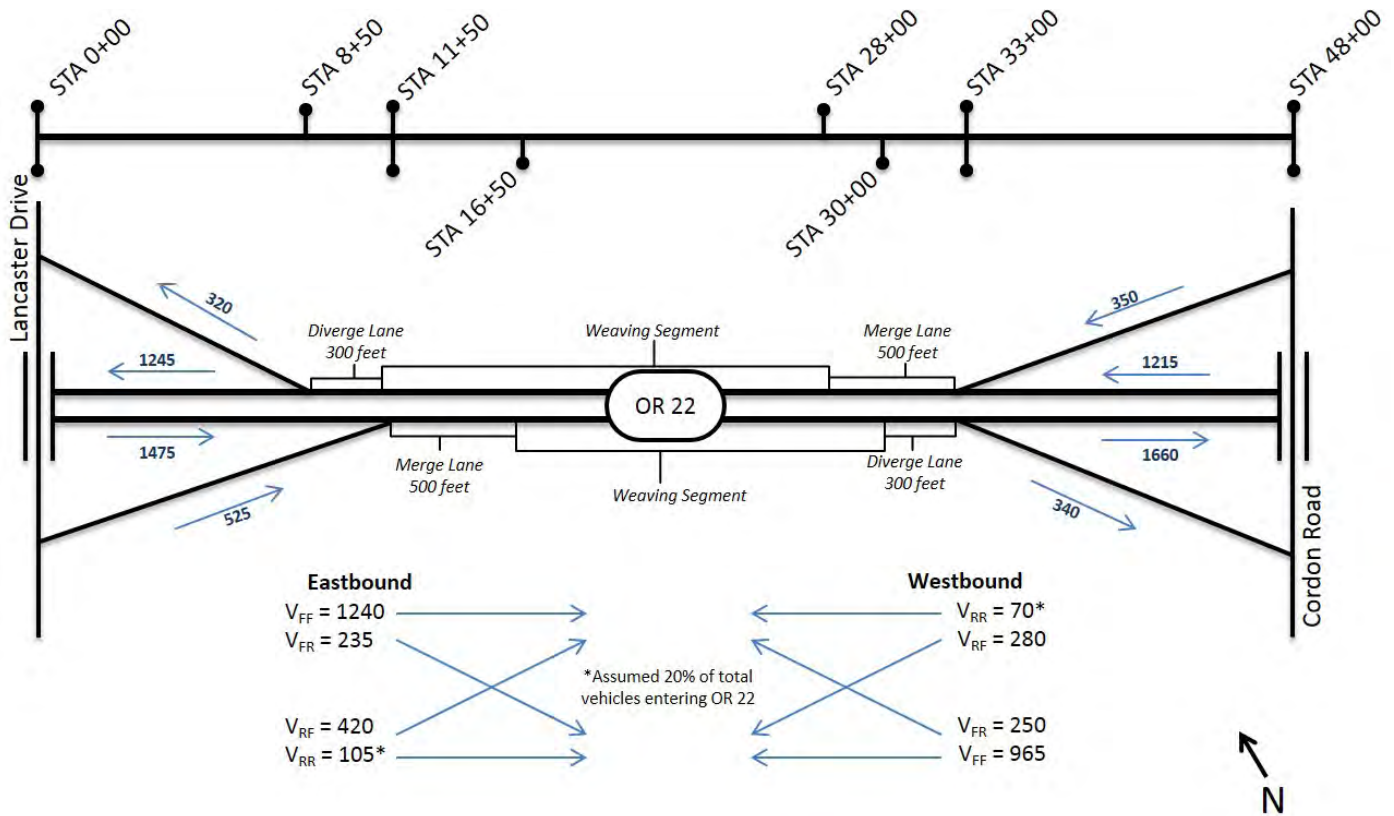 STA 0+00
STA 8+50
STA 11+50
STA 28+00
STA 33+00
STA 48+00
STA 16+50
STA 30+00
Lancaster Drive
320
Diverge Lane
300 feet
Weaving Segment
Merge Lane
500 feet
350
1245
1215
OR 22
1475
1660
Merge Lane
500 feet
Weaving Segment
Diverge Lane
300 feet
525
340
Cordon Road
Eastbound
V_FF = 1240
V_FR = 235
V_RF = 420
V_RR = 105*
*Assumed 20% of total
vehicles entering OR 22
Westbound
V_RR = 70*
V_RF = 280
V_FR = 250
V_FF = 965
N